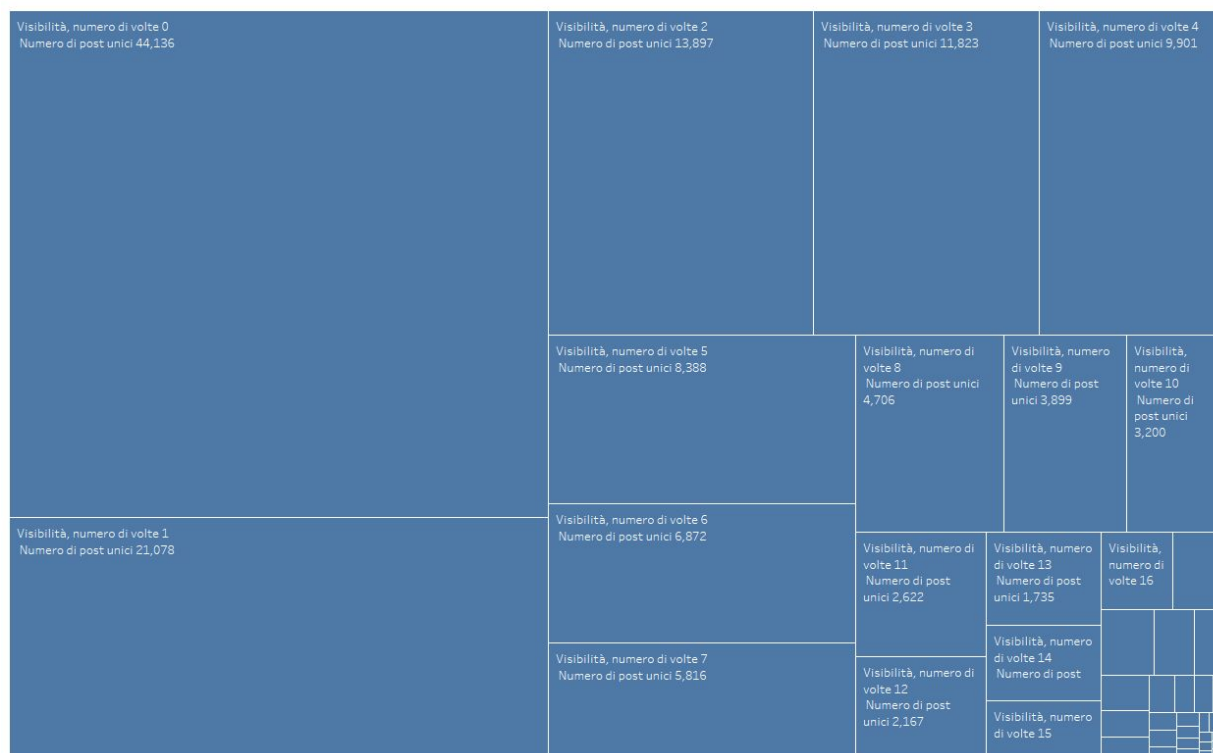 Visibilità, numero di volte 0
Numero di post unici 44,136
Visibilità, numero di volte 1
Numero di post unici 21,078
Visibilità, numero di volte 2
Numero di post unici 13,897
Visibilità, numero di volte 3
Numero di post unici 11,823
Visibilità, numero di volte 4
Numero di post unici 9,901
Visibilità, numero di volte 5
Numero di post unici 8,388
Visibilità, numero di volte 6
Numero di post unici 6,872
Visibilità, numero di volte 7
Numero di post unici 5,816
Visibilità, numero di
volte 8
Numero di post unici
4,706
Visibilità, numero
di volte 9
Numero di post
unici 3,899
Visibilità,
numero di
volte 10
Numero di
post unici
3,200
Visibilità, numero di
volte 11
Numero di post
unici 2,622
Visibilità, numero di
volte 12
Numero di post
unici 2,167
Visibilità, numero
di volte 13
Numero di post
unici 1,735
Visibilità, numero
di volte 14
Numero di post
Visibilità, numero
di volte 15
Visibilità,
numero di
volte 16